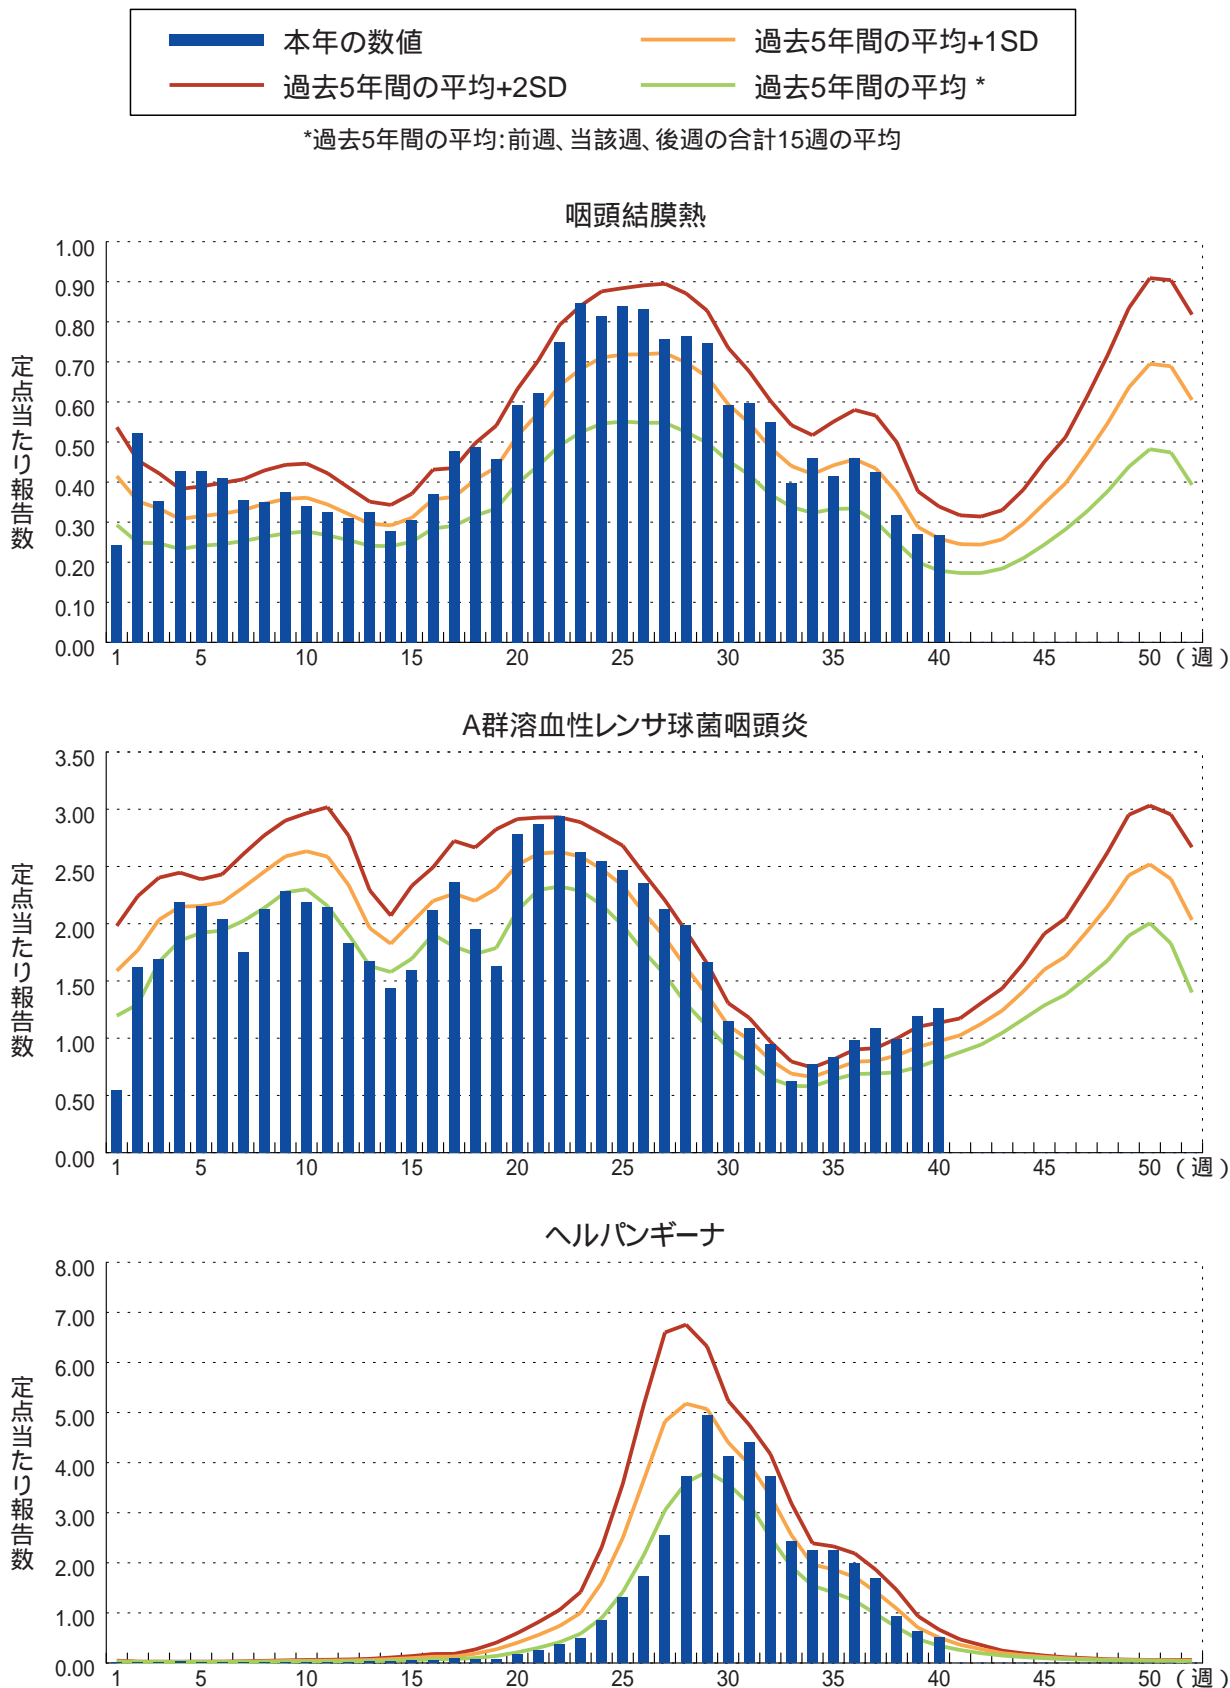 本年の数値
過去5年間の平均+1SD
過去5年間の平均+2SD
過去5年間の平均 *
*過去5年間の平均:前週、当該週、後週の合計15週の平均
咽頭結膜熱
定点当たり報告数
1.00
0.90
0.80
0.70
0.60
0.50
0.40
0.30
0.20
0.10
0.00
1 5 10 15 20 25 30 35 40 45 50 (週)
A群溶血性レンサ球菌咽頭炎
定点当たり報告数
3.50
3.00
2.50
2.00
1.50
1.00
0.50
0.00
1 5 10 15 20 25 30 35 40 45 50 (週)
ヘルパンギーナ
定点当たり報告数
8.00
7.00
6.00
5.00
4.00
3.00
2.00
1.00
0.00
1 5 10 15 20 25 30 35 40 45 50 (週)